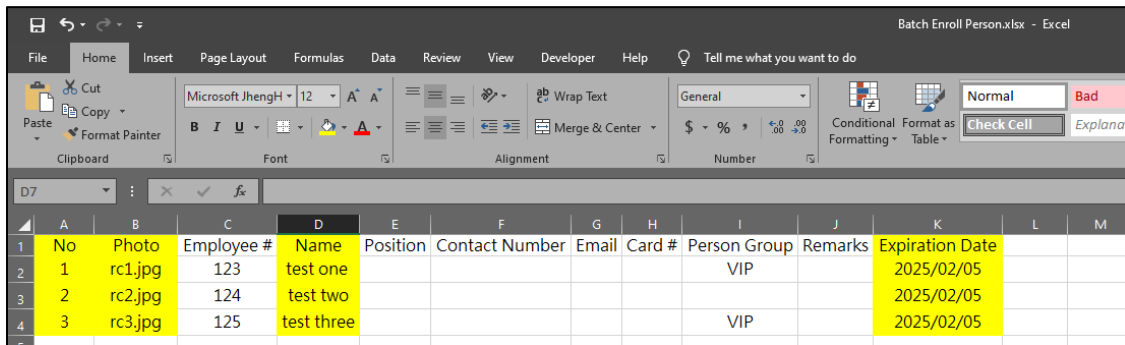 Batch Enroll Person.xlsx - Excel
File Home Insert Page Layout Formulas Data Review View Developer Help Tell me what you want to do
Paste
Cut
Copy
Format Painter
Clipboard
Microsoft JhengH 12
B I U
Font
Wrap Text
Merge & Center
Alignment
General
$ % ,
Number
Conditional Formatting
Format as Table
Normal Bad
Check Cell Explana
D7 fx
A B C D E F G H I J K L M
1 No Photo Employee # Name Position Contact Number Email Card # Person Group Remarks Expiration Date
2 1 rc1.jpg 123 test one VIP 2025/02/05
3 2 rc2.jpg 124 test two 2025/02/05
4 3 rc3.jpg 125 test three VIP 2025/02/05